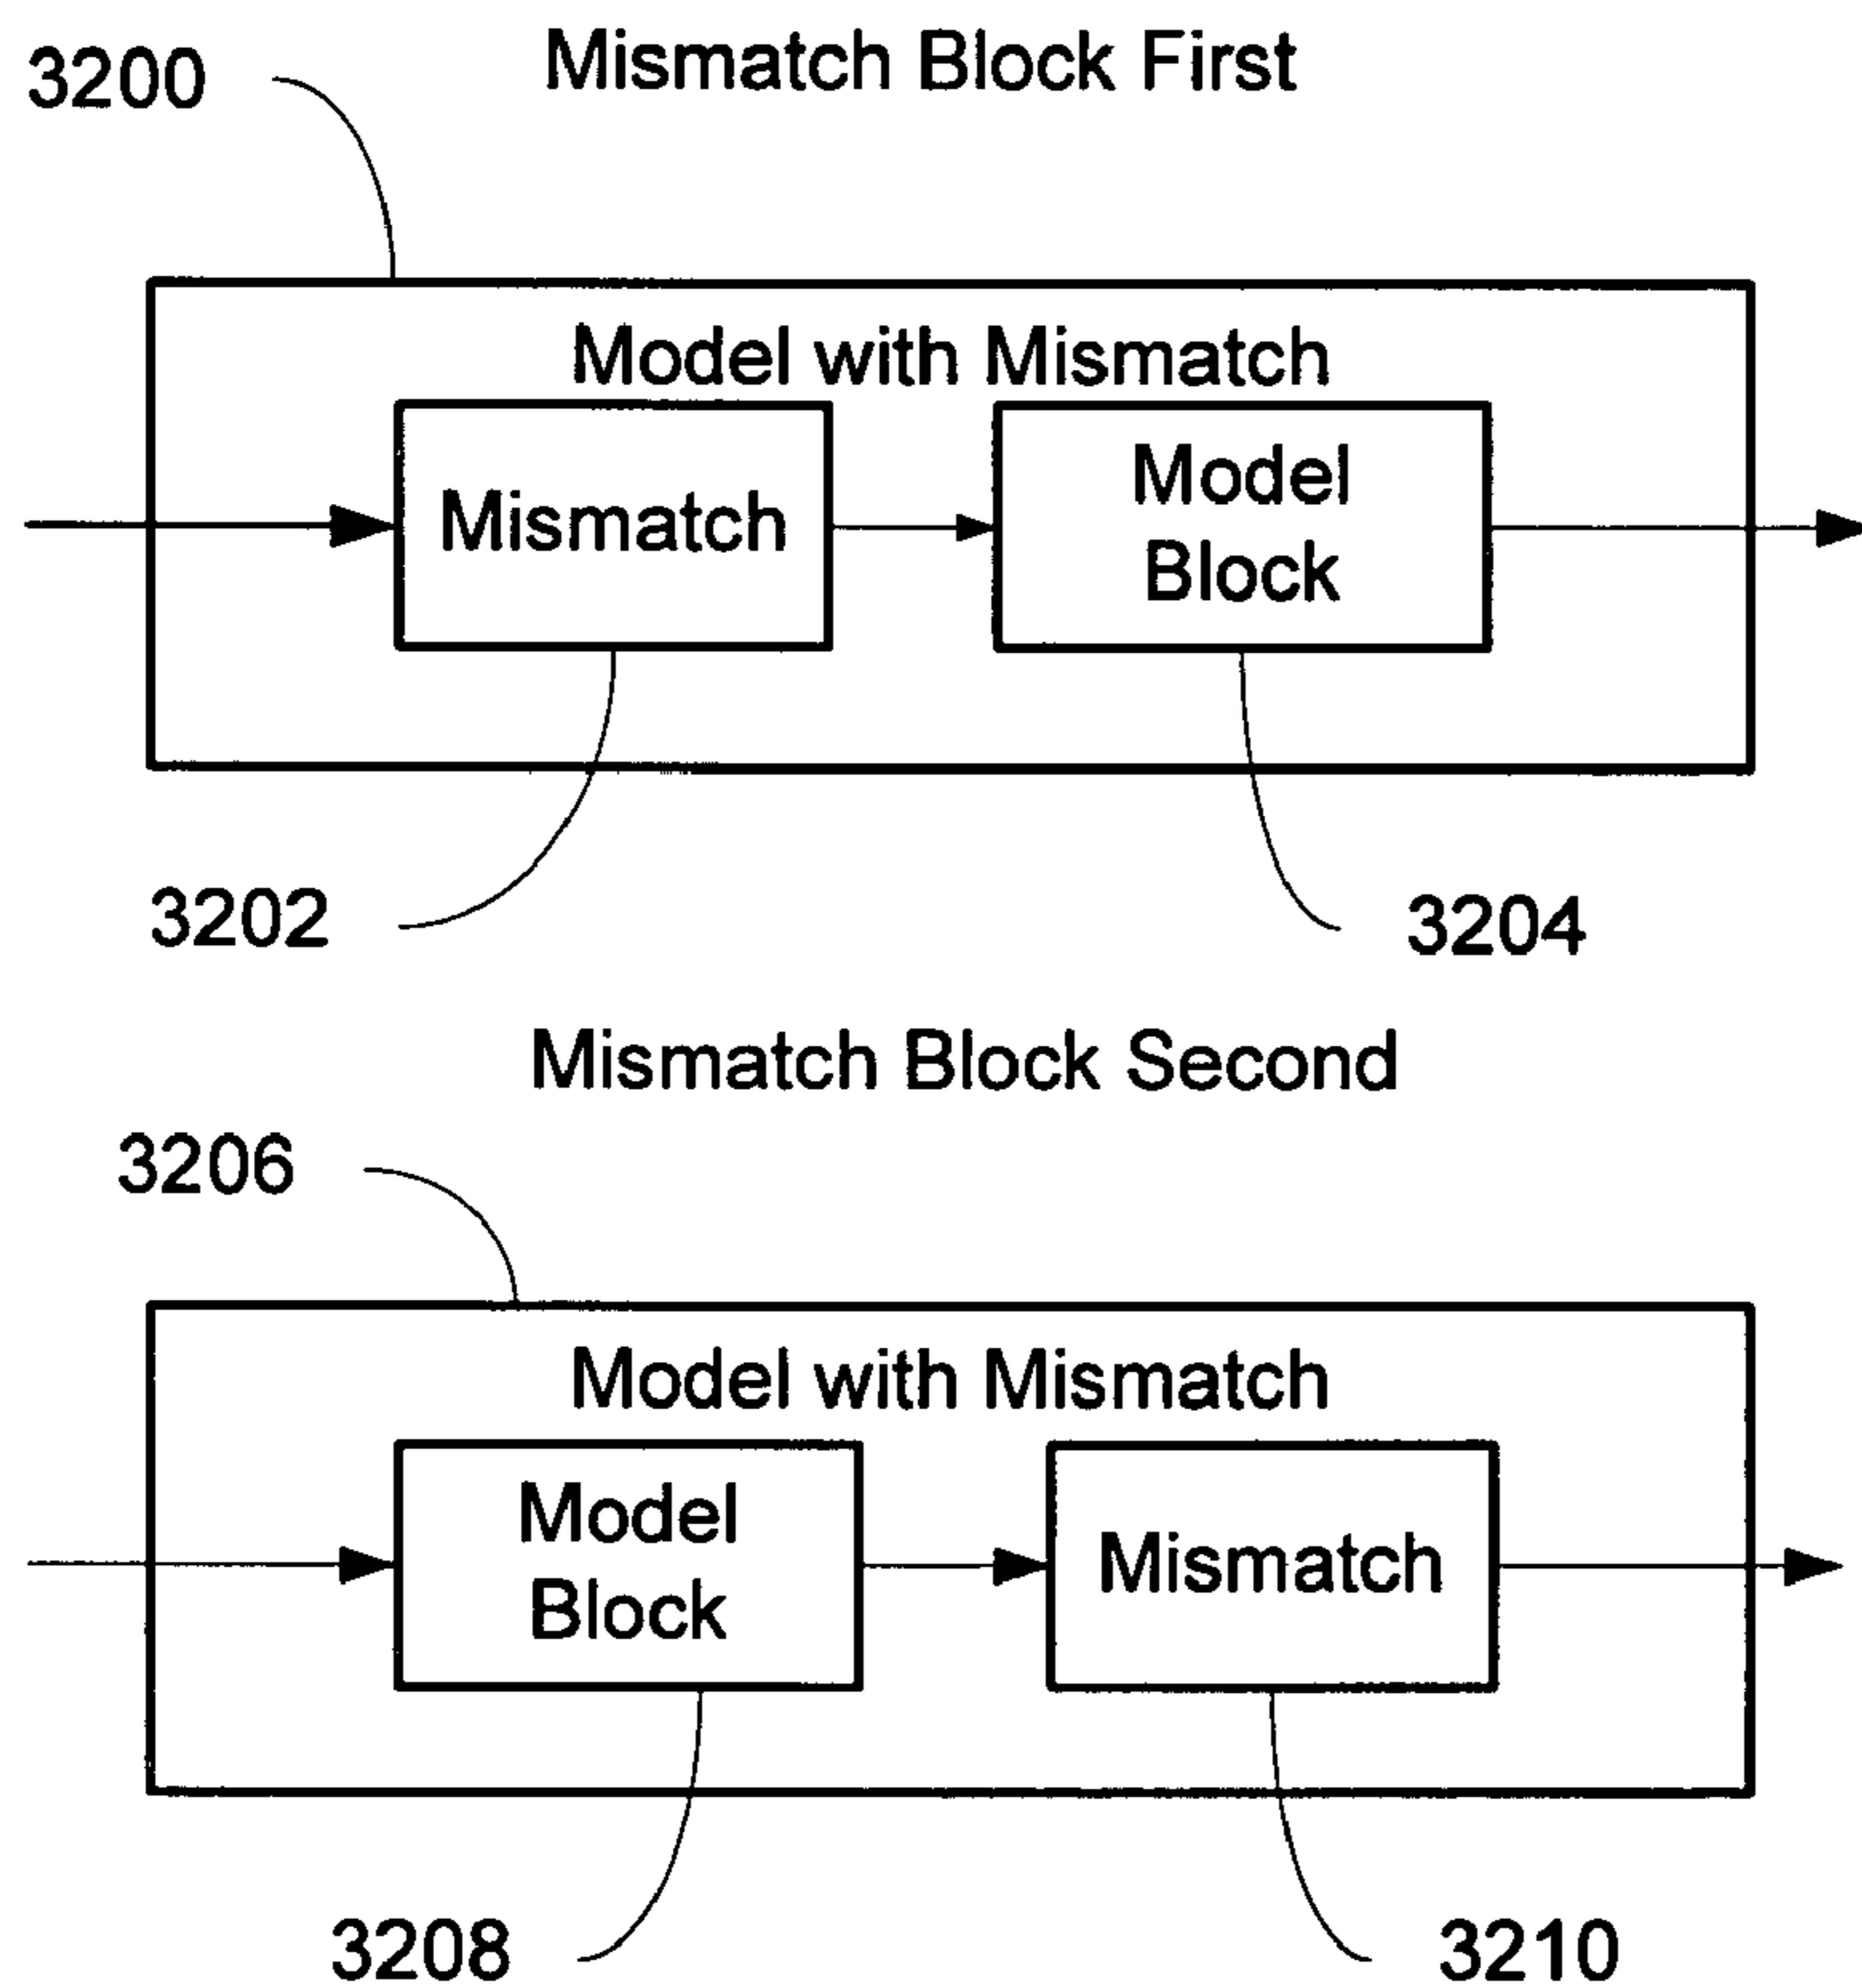 Mismatch Block First
3200
Model with Mismatch
Mismatch
Model
Block
3202
3204
Mismatch Block Second
3206
Model with Mismatch
Model
Block
Mismatch
3208
3210